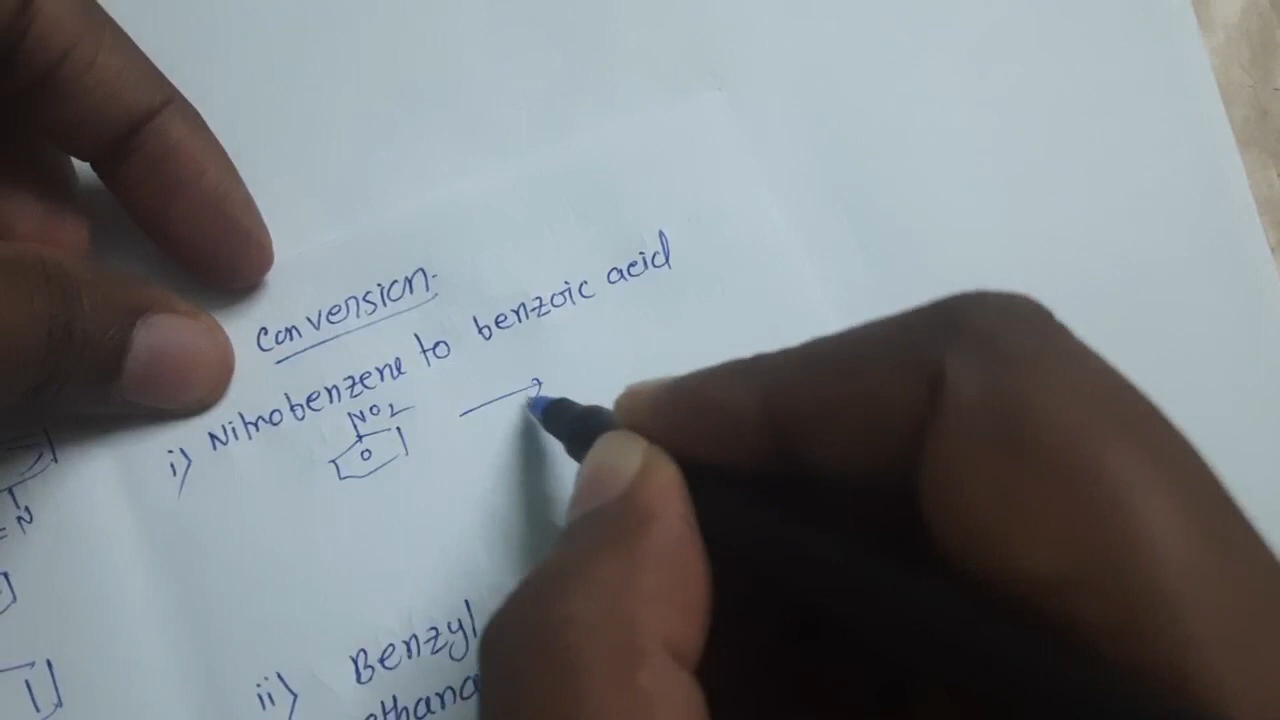 Conversion.
i) Nitrobenzene to benzoic acid
NO2
ii) Benzyl
= N